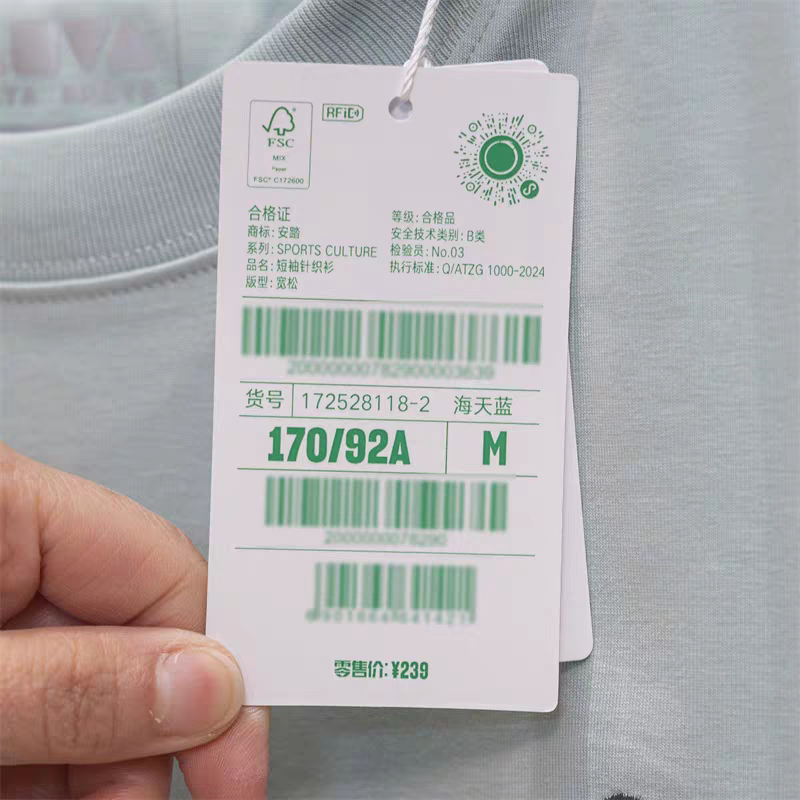 RFID
FSC
MIX
Paper
FSC® C172600
合格证
商标: 安踏
系列: SPORTS CULTURE
品名: 短袖针织衫
版型: 宽松
等级: 合格品
安全技术类别: B类
检验员: No.03
执行标准: Q/ATZG 1000-2024
货号 172528118-2 海天蓝
170/92A M
零售价: ¥239